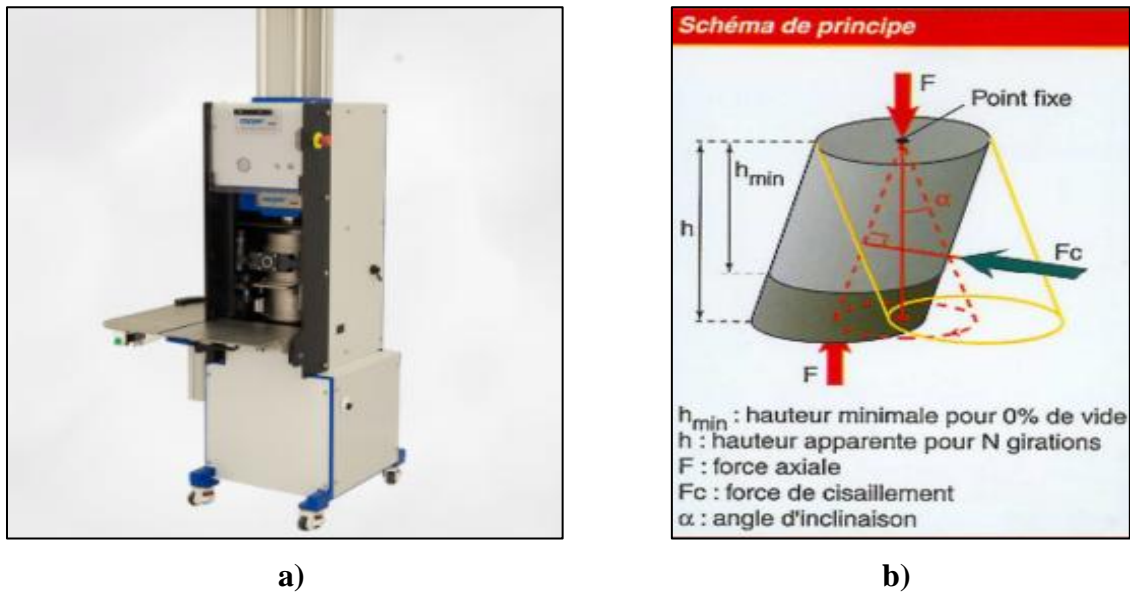 Schéma de principe
F
Point fixe
h
min
α
h
Fc
F
hmin : hauteur minimale pour 0% de vide
h : hauteur apparente pour N girations
F : force axiale
Fc : force de cisaillement
α : angle d'inclinaison
a)
b)